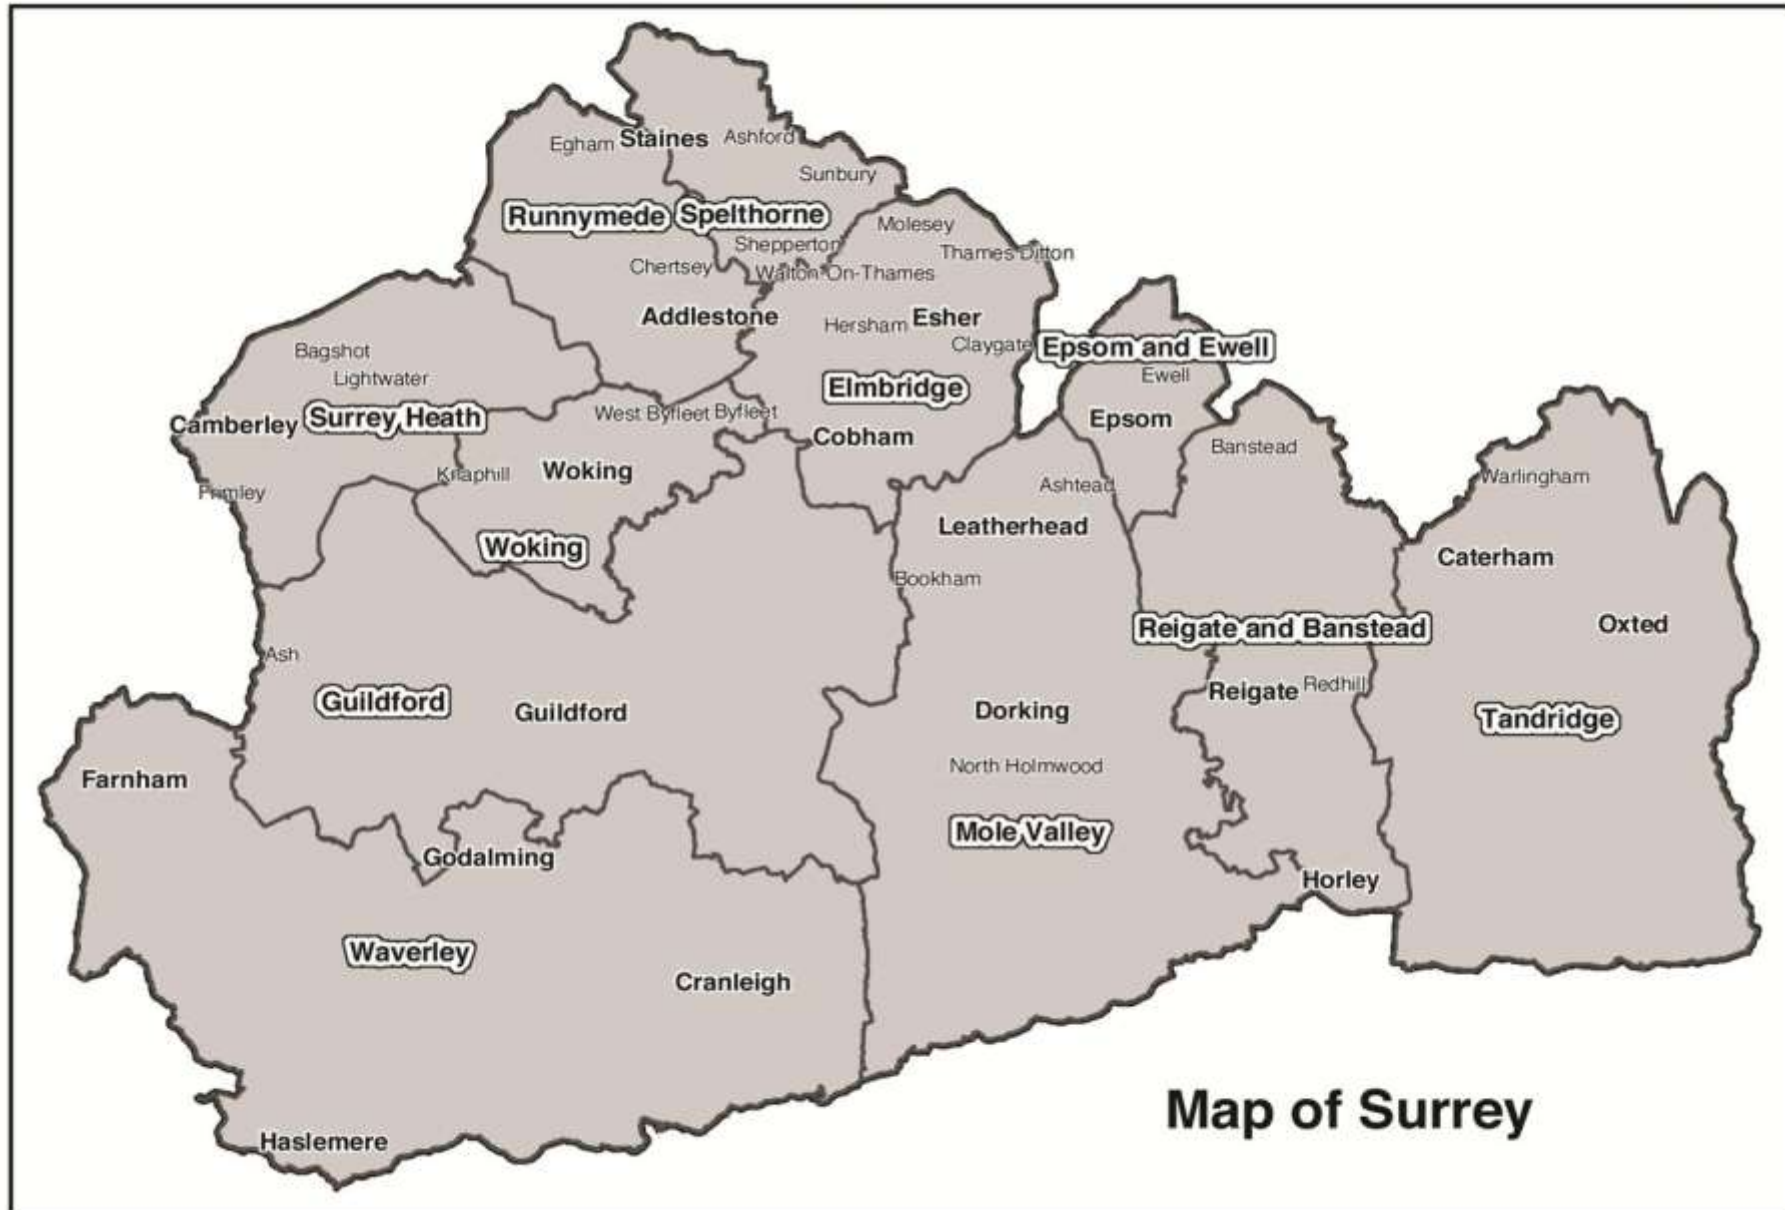 Egham
Staines
Ashford
Sunbury
Runnymede
Spelthorne
Molesey
Shepperton
Thames Ditton
Chertsey
Walton-On-Thames
Addlestone
Hersham
Esher
Claygate
Epsom and Ewell
Ewell
Bagshot
Lightwater
Elmbridge
Camberley
Surrey Heath
West Byfleet
Byfleet
Epsom
Cobham
Banstead
Knaphill
Woking
Frimley
Ashtead
Warlingham
Leatherhead
Woking
Caterham
Bookham
Reigate and Banstead
Oxted
Ash
Guildford
Guildford
Dorking
Reigate
Redhill
Tandridge
Farnham
North Holmwood
Mole Valley
Godalming
Horley
Waverley
Cranleigh
Map of Surrey
Haslemere